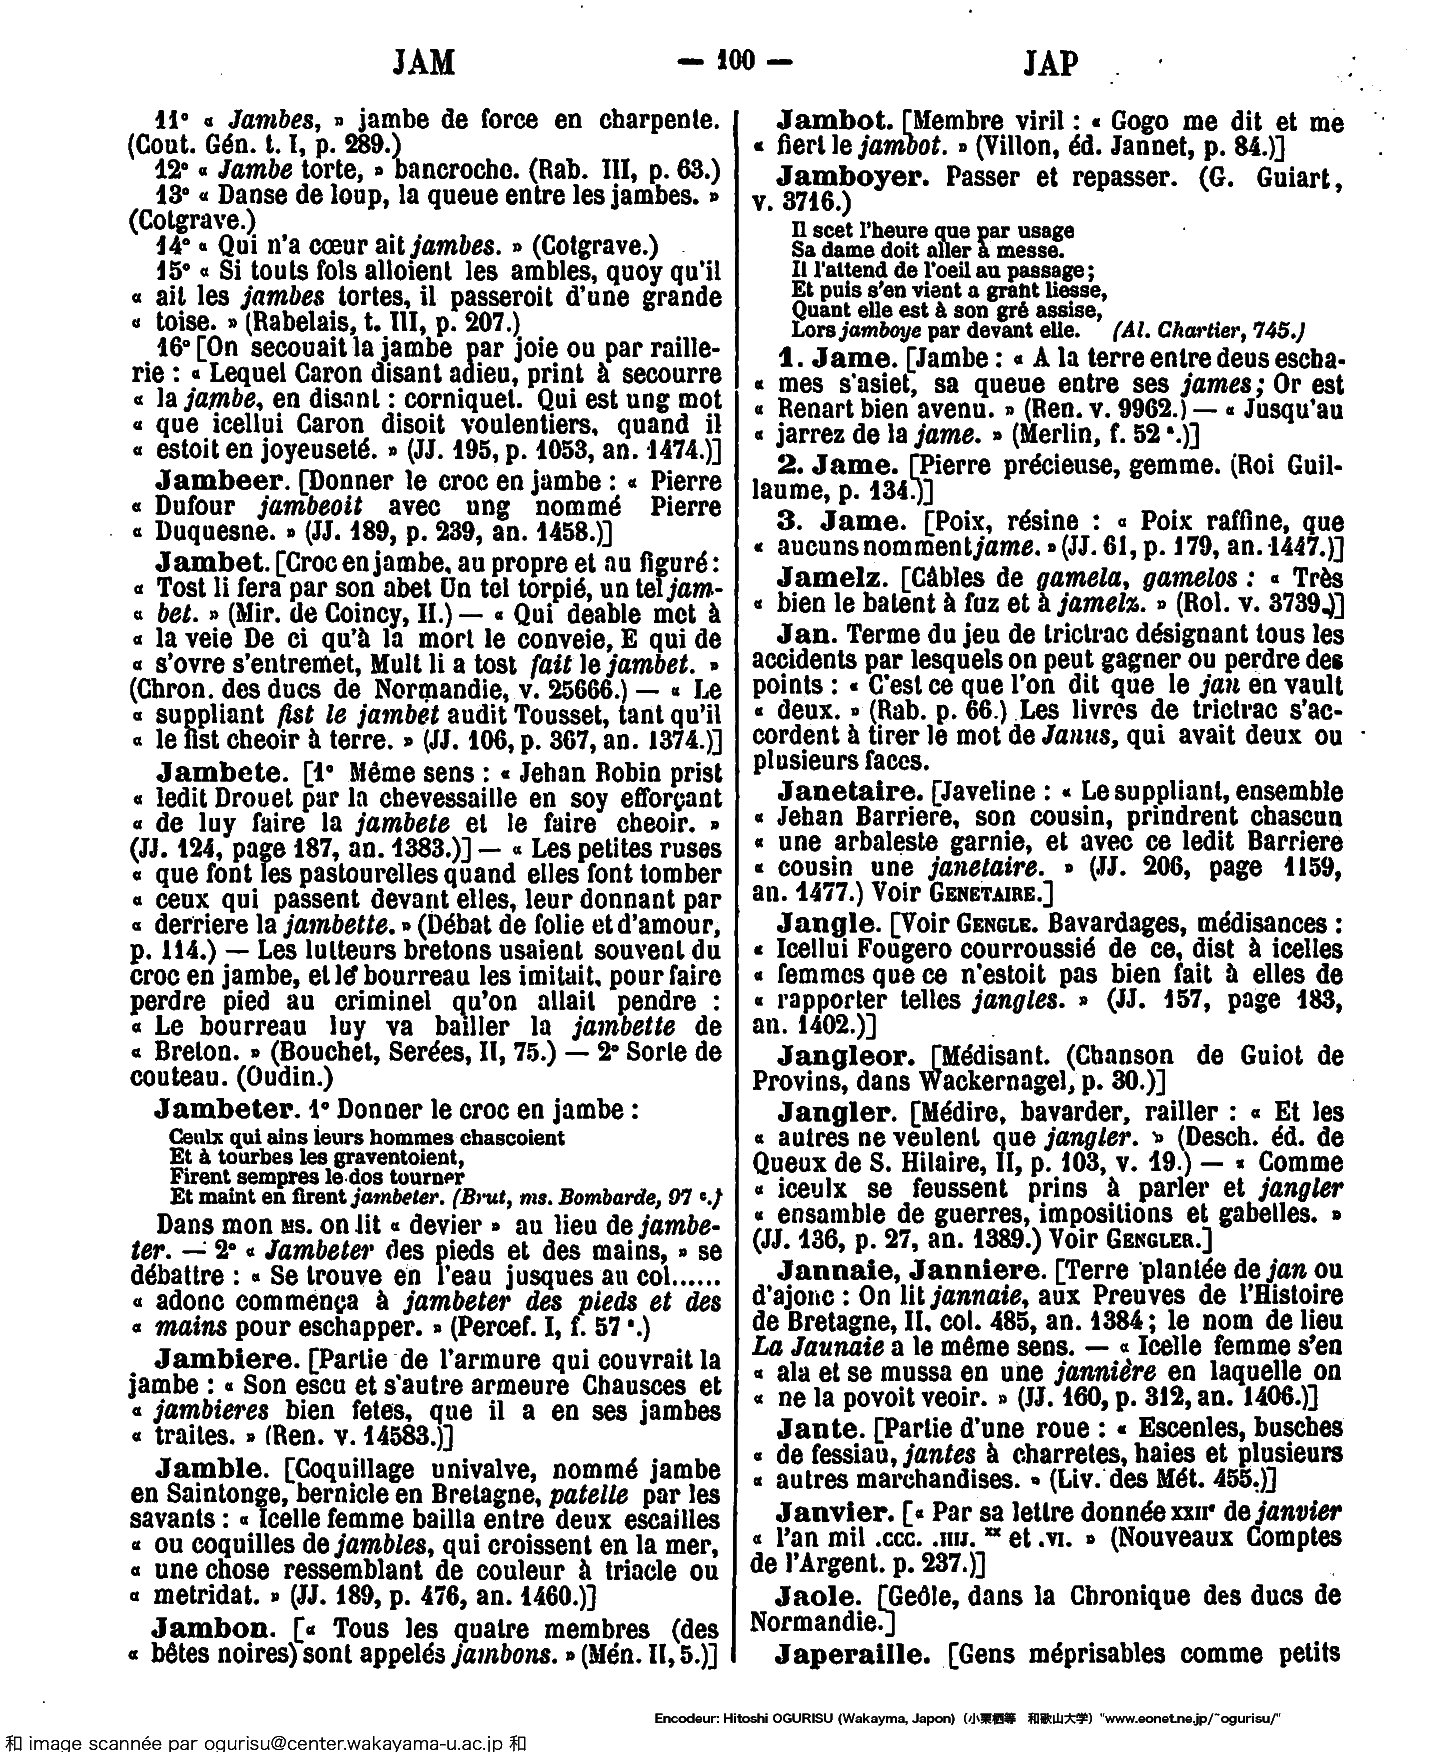 JAM — 100 — JAP
11° « Jambes, » jambe de force en charpente.
(Cout. Gén. t. I, p. 289.)
12° « Jambe torte, » bancroche. (Rab. III, p. 63.)
13° « Danse de loup, la queue entre les jambes. »
(Cotgrave.)
14° « Qui n'a cœur ait jambes. » (Cotgrave.)
15° « Si touts fols alloient les ambles, quoy qu'il
« ait les jambes tortes, il passeroit d'une grande
« toise. » (Rabelais, t. III, p. 207.)
16° [On secouait la jambe par joie ou par raille-
rie : « Lequel Caron disant adieu, print à secourre
« la jambe, en disant : corniquet. Qui est ung mot
« que icellui Caron disoit voulentiers, quand il
« estoit en joyeuseté. » (JJ. 195, p. 1053, an. 1474.)]
Jambeer. [Donner le croc en jambe : « Pierre
« Dufour jambeoit avec ung nommé Pierre
« Duquesne. » (JJ. 189, p. 239, an. 1458.)]
Jambet. [Croc en jambe, au propre et au figuré :
« Tost li fera par son abet Un tel torpié, un tel jam-
« bet. » (Mir. de Coincy, II.) — « Qui deable met à
« la veie De ci qu'à la mort le conveie, E qui de
« s'ovre s'entremet, Mult li a tost fait le jambet. »
(Chron. des ducs de Normandie, v. 25666.) — « Le
« suppliant fist le jambet audit Tousset, tant qu'il
« le fist cheoir à terre. » (JJ. 106, p. 367, an. 1374.)]
Jambete. [1° Même sens : « Jehan Robin prist
« ledit Drouet par la chevessaille en soy efforçant
« de luy faire la jambete et le faire cheoir. »
(JJ. 124, page 187, an. 1383.)] — « Les petites ruses
« que font les pastourelles quand elles font tomber
« ceux qui passent devant elles, leur donnant par
« derriere la jambette. » (Débat de folie et d'amour,
p. 114.) — Les lutteurs bretons usaient souvent du
croc en jambe, et le bourreau les imitait, pour faire
perdre pied au criminel qu'on allait pendre :
« Le bourreau luy va bailler la jambette de
« Breton. » (Bouchet, Serées, II, 75.) — 2° Sorte de
couteau. (Oudin.)
Jambeter. 1° Donner le croc en jambe :
Ceulx qui ains leurs hommes chascoient
Et à tourbes les graventoient,
Firent sempres le dos tourner
Et maint en firent jambeter. (Brut, ms. Bombarde, 97 c.)
Dans mon ms. on lit « devier » au lieu de jambe-
ter. — 2° « Jambeter des pieds et des mains, » se
débattre : « Se trouve en l'eau jusques au col......
« adonc commença à jambeter des pieds et des
« mains pour eschapper. » (Percef. I, f. 57 a.)
Jambiere. [Partie de l'armure qui couvrait la
jambe : « Son escu et s'autre armeure Chausces et
« jambieres bien fetes, que il a en ses jambes
« traites. » (Ren. v. 14583.)]
Jamble. [Coquillage univalve, nommé jambe
en Saintonge, bernicle en Bretagne, patelle par les
savants : « Icelle femme bailla entre deux escailles
« ou coquilles de jambles, qui croissent en la mer,
« une chose ressemblant de couleur à triacle ou
« metridat. » (JJ. 189, p. 476, an. 1460.)]
Jambon. [« Tous les quatre membres (des
« bêtes noires) sont appelés jambons. » (Mén. II, 5.)]
Jambot. [Membre viril : « Gogo me dit et me
« fiert le jambot. » (Villon, éd. Jannet, p. 84.)]
Jamboyer. Passer et repasser. (G. Guiart,
v. 3716.)
Il scet l'heure que par usage
Sa dame doit aller à messe.
Il l'attend de l'oeil au passage;
Et puis s'en vient a grant liesse,
Quant elle est à son gré assise,
Lors jamboye par devant elle. (Al. Chartier, 745.)
1. Jame. [Jambe : « A la terre entre deus escha-
« mes s'asiet, sa queue entre ses james; Or est
« Renart bien avenu. » (Ren. v. 9962.) — « Jusqu'au
« jarrez de la jame. » (Merlin, f. 52 a.)]
2. Jame. [Pierre précieuse, gemme. (Roi Guil-
laume, p. 134.)]
3. Jame. [Poix, résine : « Poix raffine, que
« aucuns nomment jame. » (JJ. 61, p. 179, an. 1447.)]
Jamelz. [Câbles de gamela, gamelos : « Très
« bien le batent à fuz et à jamelz. » (Rol. v. 3739.)]
Jan. Terme du jeu de trictrac désignant tous les
accidents par lesquels on peut gagner ou perdre des
points : « C'est ce que l'on dit que le jan en vault
« deux. » (Rab. p. 66.) Les livres de trictrac s'ac-
cordent à tirer le mot de Janus, qui avait deux ou
plusieurs faces.
Janetaire. [Javeline : « Le suppliant, ensemble
« Jehan Barriere, son cousin, prindrent chascun
« une arbaleste garnie, et avec ce ledit Barriere
« cousin une janetaire. » (JJ. 206, page 1159,
an. 1477.) Voir GENETAIRE.]
Jangle. [Voir GENGLE. Bavardages, médisances :
« Icellui Fougero courroussié de ce, dist à icelles
« femmes que ce n'estoit pas bien fait à elles de
« rapporter telles jangles. » (JJ. 157, page 183,
an. 1402.)]
Jangleor. [Médisant. (Chanson de Guiot de
Provins, dans Wackernagel, p. 30.)]
Jangler. [Médire, bavarder, railler : « Et les
« autres ne veulent que jangler. » (Desch. éd. de
Queux de S. Hilaire, II, p. 103, v. 19.) — « Comme
« iceulx se feussent prins à parler et jangler
« ensamble de guerres, impositions et gabelles. »
(JJ. 136, p. 27, an. 1389.) Voir GENGLER.]
Jannaie, Janniere. [Terre plantée de jan ou
d'ajonc : On lit jannaie, aux Preuves de l'Histoire
de Bretagne, II, col. 485, an. 1384; le nom de lieu
La Jaunaie a le même sens. — « Icelle femme s'en
« ala et se mussa en une jannière en laquelle on
« ne la povoit veoir. » (JJ. 160, p. 312, an. 1406.)]
Jante. [Partie d'une roue : « Escenles, busches
« de fessiau, jantes à charretes, haies et plusieurs
« autres marchandises. » (Liv. des Mét. 455.)]
Janvier. [« Par sa lettre donnée XXIIe de janvier
« l'an mil .CCC. .IIIJ. XX et .VI. » (Nouveaux Comptes
de l'Argent. p. 237.)]
Jaole. [Geôle, dans la Chronique des ducs de
Normandie.]
Japeraille. [Gens méprisables comme petits
Encodeur: Hitoshi OGURISU (Wakayma, Japon) (小栗栖等 和歌山大学) "www.eonet.ne.jp/~ogurisu/"
和 image scannée par ogurisu@center.wakayama-u.ac.jp 和